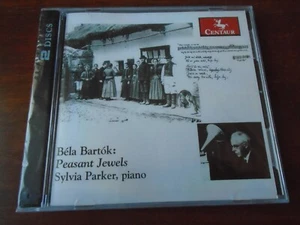 2 DISCS
CENTAUR
Béla Bartók:
Peasant Jewels
Sylvia Parker, piano